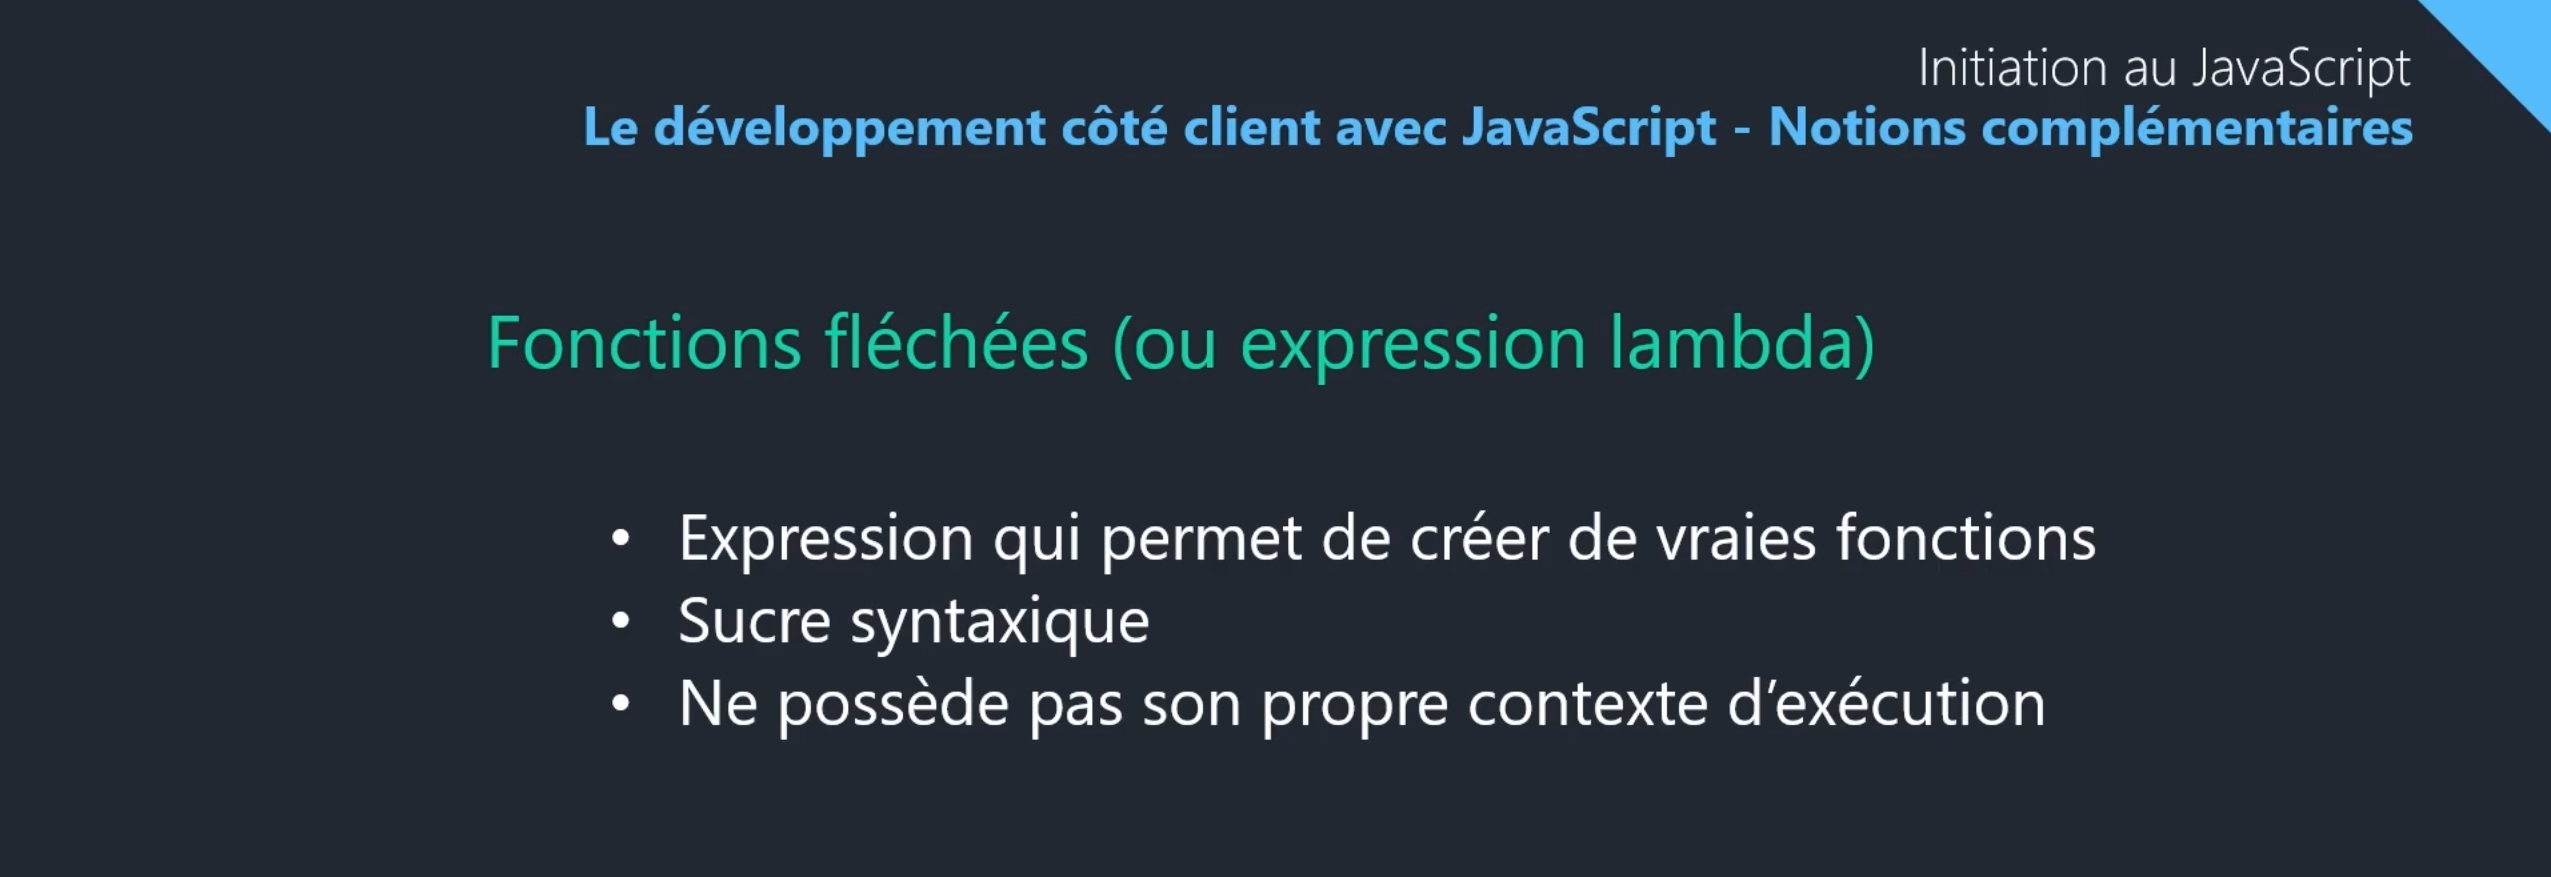 Initiation au JavaScript
Le développement côté client avec JavaScript - Notions complémentaires
Fonctions fléchées (ou expression lambda)
• Expression qui permet de créer de vraies fonctions
• Sucre syntaxique
• Ne possède pas son propre contexte d’exécution